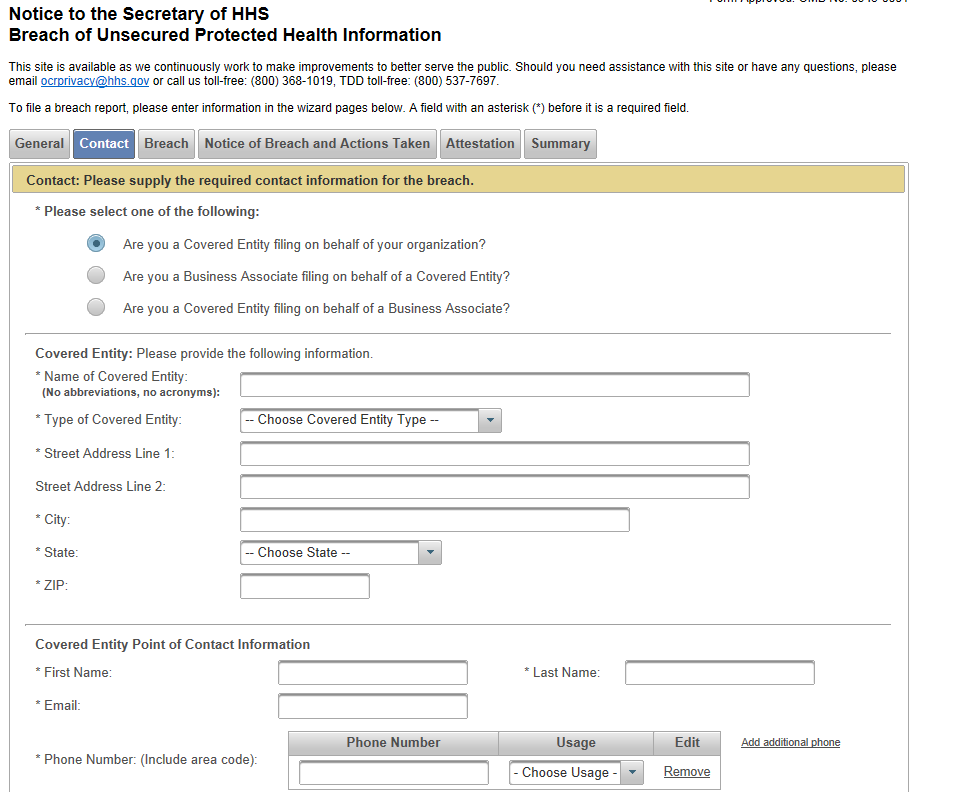 Notice to the Secretary of HHS
Breach of Unsecured Protected Health Information
This site is available as we continuously work to make improvements to better serve the public. Should you need assistance with this site or have any questions, please
email ocrprivacy@hhs.gov or call us toll-free: (800) 368-1019, TDD toll-free: (800) 537-7697.
To file a breach report, please enter information in the wizard pages below. A field with an asterisk (*) before it is a required field.
General Contact Breach Notice of Breach and Actions Taken Attestation Summary
Contact: Please supply the required contact information for the breach.
* Please select one of the following:
Are you a Covered Entity filing on behalf of your organization?
Are you a Business Associate filing on behalf of a Covered Entity?
Are you a Covered Entity filing on behalf of a Business Associate?
Covered Entity: Please provide the following information.
* Name of Covered Entity:
(No abbreviations, no acronyms):
* Type of Covered Entity: -- Choose Covered Entity Type --
* Street Address Line 1:
Street Address Line 2:
* City:
* State: -- Choose State --
* ZIP:
Covered Entity Point of Contact Information
* First Name: * Last Name:
* Email:
Phone Number Usage Edit Add additional phone
* Phone Number: (Include area code):
- Choose Usage - Remove